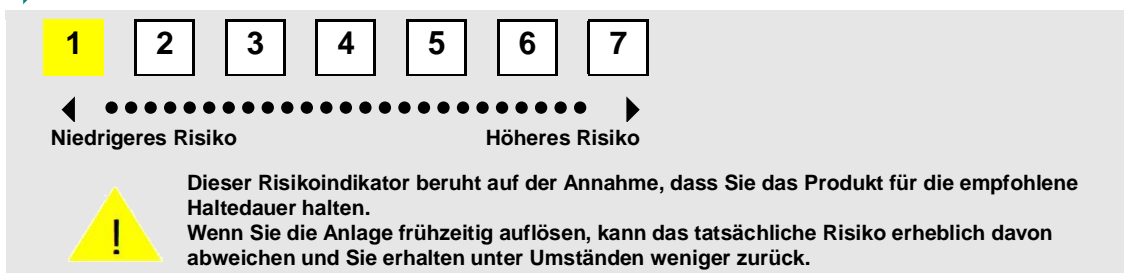 1 2 3 4 5 6 7
Niedrigeres Risiko Höheres Risiko
Dieser Risikoindikator beruht auf der Annahme, dass Sie das Produkt für die empfohlene
Haltedauer halten.
!
Wenn Sie die Anlage frühzeitig auflösen, kann das tatsächliche Risiko erheblich davon
abweichen und Sie erhalten unter Umständen weniger zurück.